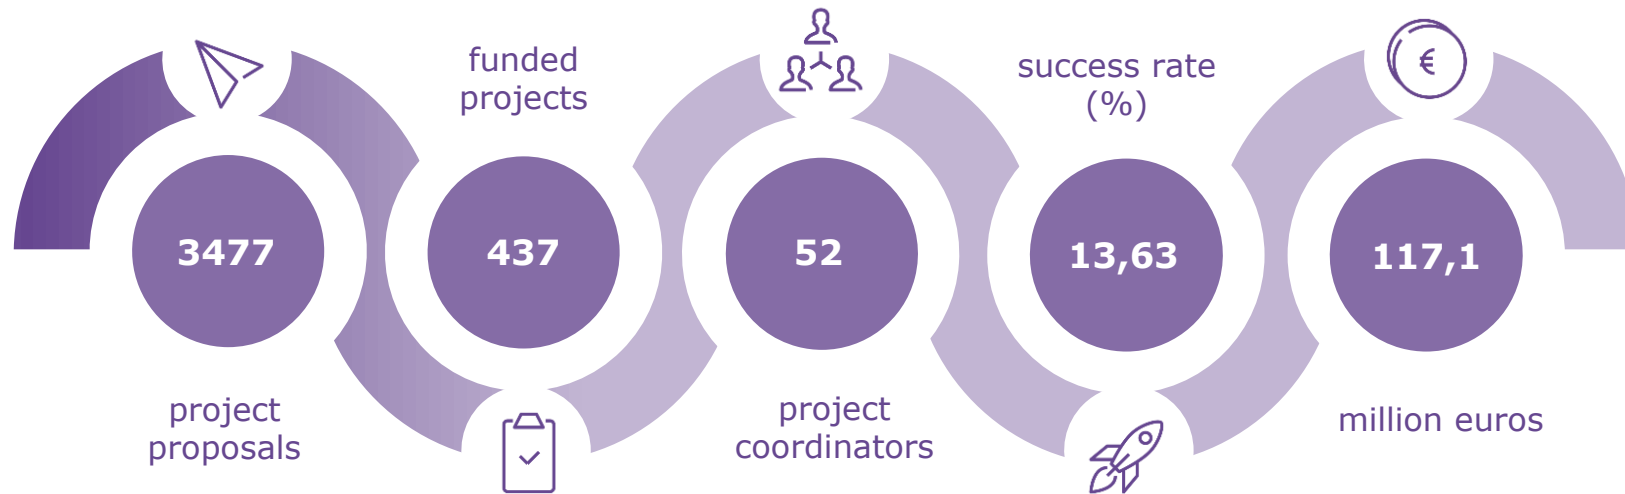 3477
project
proposals
funded
projects
437
52
project
coordinators
success rate
(%)
13,63
€
117,1
million euros